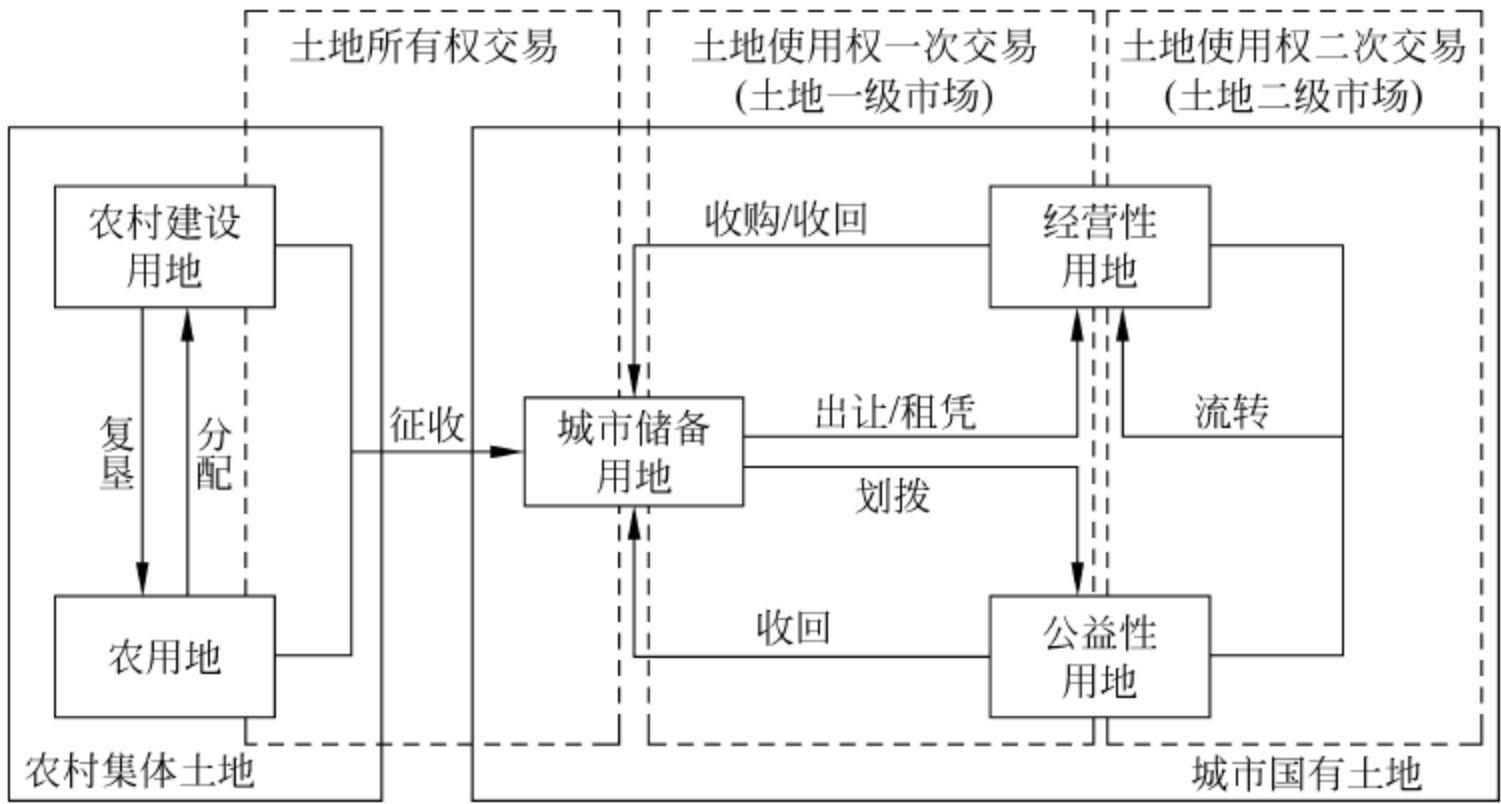 土地所有权交易
土地使用权一次交易
(土地一级市场)
土地使用权二次交易
(土地二级市场)
农村建设
用地
收购/收回
经营性
用地
复垦
分配
征收
城市储备
用地
出让/租凭
流转
划拨
农用地
收回
公益性
用地
农村集体土地
城市国有土地